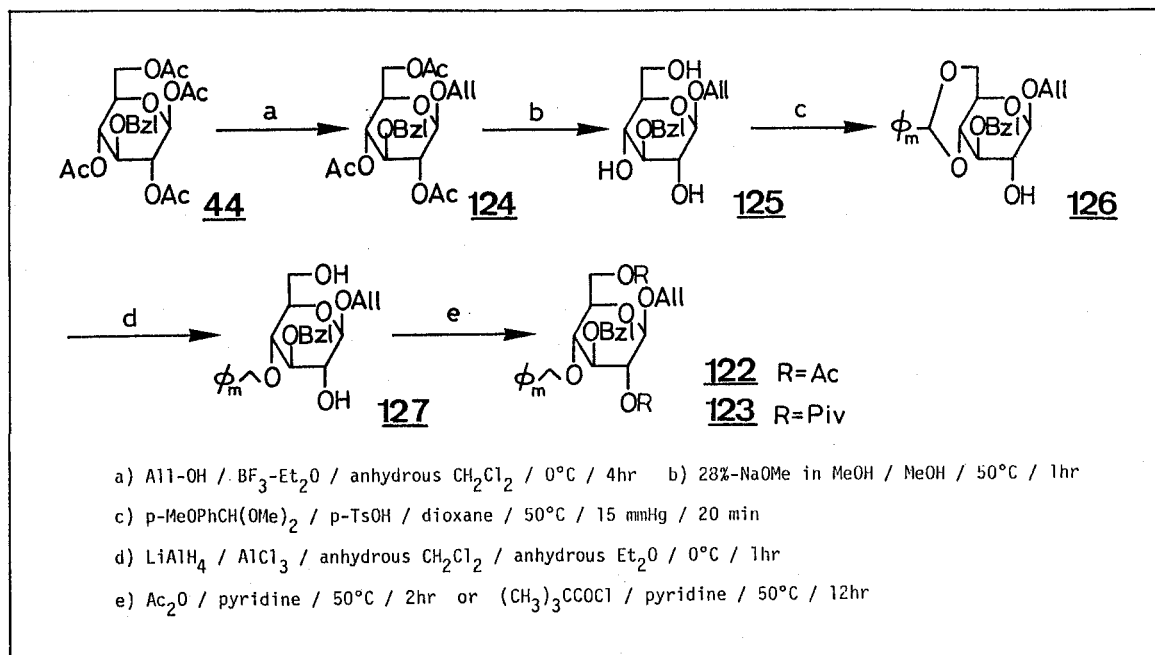 OAc
OAc
O
OBzl
AcO
OAc
44
a
OAc
OAll
O
OBzl
AcO
OAc
124
b
OH
OAll
O
OBzl
HO
OH
125
c
O
OAll
O
OBzl
ϕm
O
OH
126
d
OH
OAll
O
OBzl
ϕm O
OH
127
e
OR
OAll
O
OBzl
ϕm O
OR
122 R=Ac
123 R=Piv
a) All-OH / BF3-Et2O / anhydrous CH2Cl2 / 0°C / 4hr b) 28%-NaOMe in MeOH / MeOH / 50°C / 1hr
c) p-MeOPhCH(OMe)2 / p-TsOH / dioxane / 50°C / 15 mmHg / 20 min
d) LiAlH4 / AlCl3 / anhydrous CH2Cl2 / anhydrous Et2O / 0°C / 1hr
e) Ac2O / pyridine / 50°C / 2hr or (CH3)3CCOCl / pyridine / 50°C / 12hr